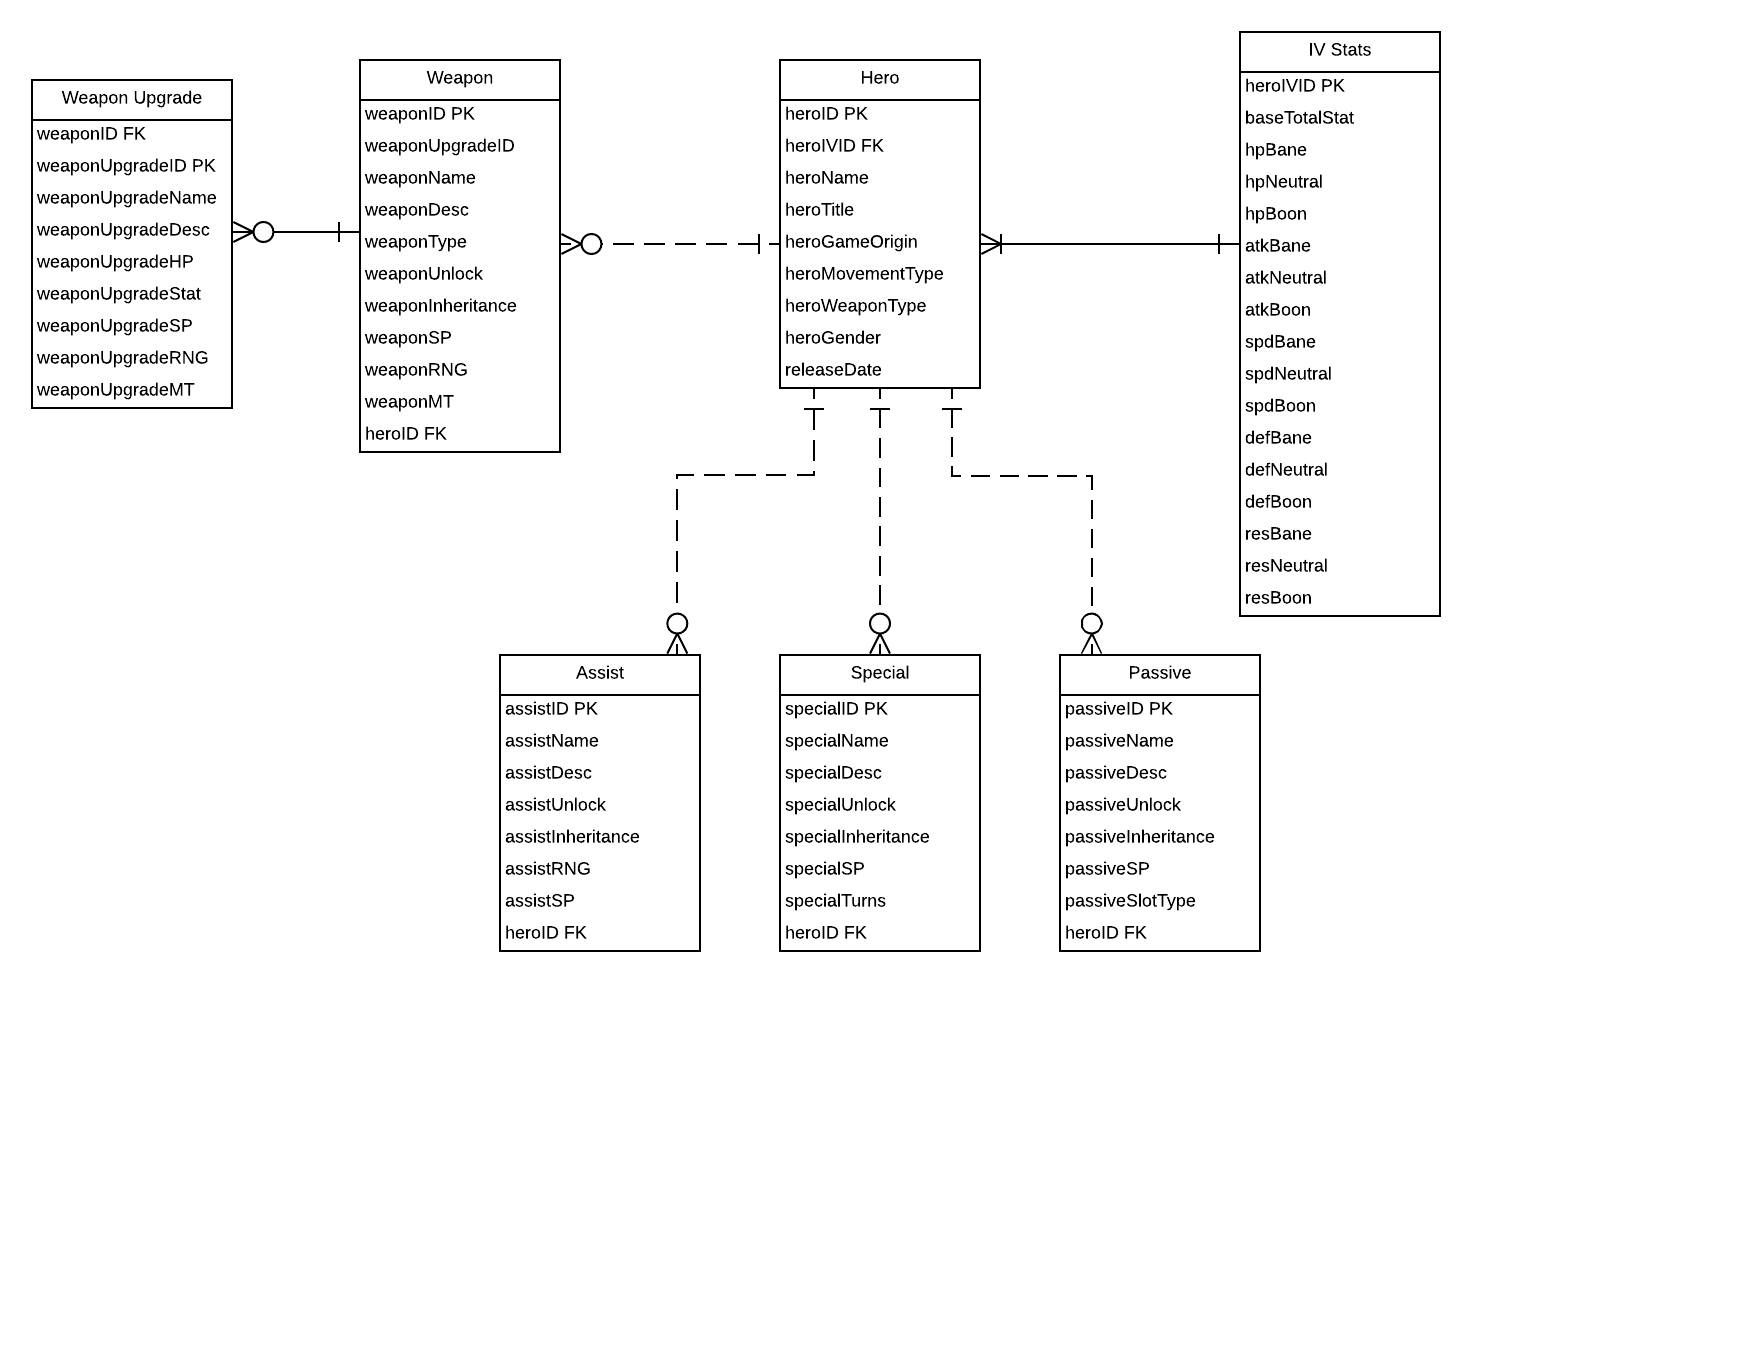 Weapon Upgrade
weaponID FK
weaponUpgradeID PK
weaponUpgradeName
weaponUpgradeDesc
weaponUpgradeHP
weaponUpgradeStat
weaponUpgradeSP
weaponUpgradeRNG
weaponUpgradeMT
Weapon
weaponID PK
weaponUpgradeID
weaponName
weaponDesc
weaponType
weaponUnlock
weaponInheritance
weaponSP
weaponRNG
weaponMT
heroID FK
Hero
heroID PK
heroIVID FK
heroName
heroTitle
heroGameOrigin
heroMovementType
heroWeaponType
heroGender
releaseDate
IV Stats
heroIVID PK
baseTotalStat
hpBane
hpNeutral
hpBoon
atkBane
atkNeutral
atkBoon
spdBane
spdNeutral
spdBoon
defBane
defNeutral
defBoon
resBane
resNeutral
resBoon
Assist
assistID PK
assistName
assistDesc
assistUnlock
assistInheritance
assistRNG
assistSP
heroID FK
Special
specialID PK
specialName
specialDesc
specialUnlock
specialInheritance
specialSP
specialTurns
heroID FK
Passive
passiveID PK
passiveName
passiveDesc
passiveUnlock
passiveInheritance
passiveSP
passiveSlotType
heroID FK